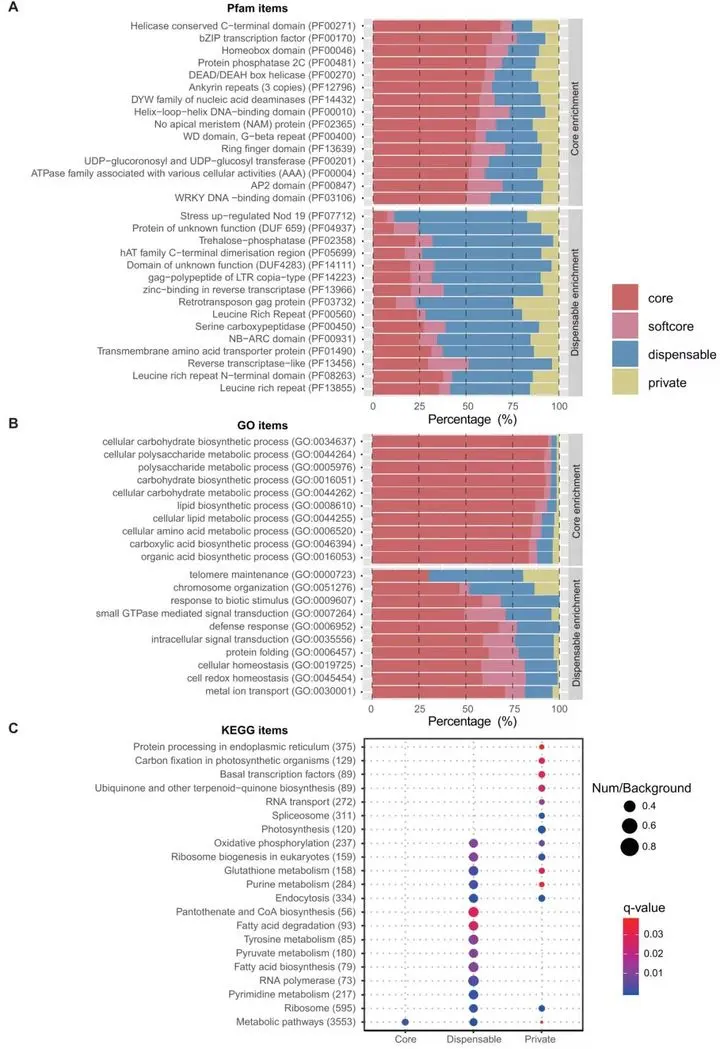 A
Pfam items
Helicase conserved C-terminal domain (PF00271)
bZIP transcription factor (PF00170)
Homeobox domain (PF00046)
Protein phosphatase 2C (PF00481)
DEAD/DEAH box helicase (PF00270)
Ankyrin repeats (3 copies) (PF12796)
DYW family of nucleic acid deaminases (PF14432)
Helix-loop-helix DNA-binding domain (PF00010)
No apical meristem (NAM) protein (PF02365)
WD domain, G-beta repeat (PF00400)
Ring finger domain (PF13639)
UDP-glucoronosyl and UDP-glucosyl transferase (PF00201)
ATPase family associated with various cellular activities (AAA) (PF00004)
AP2 domain (PF00847)
WRKY DNA -binding domain (PF03106)
Core enrichment
Stress up-regulated Nod 19 (PF07712)
Protein of unknown function (DUF 659) (PF04937)
Trehalose-phosphatase (PF02358)
hAT family C-terminal dimerisation region (PF05699)
Domain of unknown function (DUF4283) (PF14111)
gag-polypeptide of LTR copia-type (PF14223)
zinc-binding in reverse transcriptase (PF13966)
Retrotransposon gag protein (PF03732)
Leucine Rich Repeat (PF00560)
Serine carboxypeptidase (PF00450)
NB-ARC domain (PF00931)
Transmembrane amino acid transporter protein (PF01490)
Reverse transcriptase-like (PF13456)
Leucine rich repeat N-terminal domain (PF08263)
Leucine rich repeat (PF13855)
Dispensable enrichment
0 25 50 75 100
Percentage (%)
core
softcore
dispensable
private
B
GO items
cellular carbohydrate biosynthetic process (GO:0034637)
cellular polysaccharide metabolic process (GO:0044264)
polysaccharide metabolic process (GO:0005976)
carbohydrate biosynthetic process (GO:0016051)
cellular carbohydrate metabolic process (GO:0044262)
lipid biosynthetic process (GO:0008610)
cellular lipid metabolic process (GO:0044255)
cellular amino acid metabolic process (GO:0006520)
carboxylic acid biosynthetic process (GO:0046394)
organic acid biosynthetic process (GO:0016053)
Core enrichment
telomere maintenance (GO:0000723)
chromosome organization (GO:0051276)
response to biotic stimulus (GO:0009607)
small GTPase mediated signal transduction (GO:0007264)
defense response (GO:0006952)
intracellular signal transduction (GO:0035556)
protein folding (GO:0006457)
cellular homeostasis (GO:0019725)
cell redox homeostasis (GO:0045454)
metal ion transport (GO:0030001)
Dispensable enrichment
0 25 50 75 100
Percentage (%)
C
KEGG items
Protein processing in endoplasmic reticulum (375)
Carbon fixation in photosynthetic organisms (129)
Basal transcription factors (89)
Ubiquinone and other terpenoid-quinone biosynthesis (89)
RNA transport (272)
Spliceosome (311)
Photosynthesis (120)
Oxidative phosphorylation (237)
Ribosome biogenesis in eukaryotes (159)
Glutathione metabolism (158)
Purine metabolism (284)
Endocytosis (334)
Pantothenate and CoA biosynthesis (56)
Fatty acid degradation (93)
Tyrosine metabolism (85)
Pyruvate metabolism (180)
Fatty acid biosynthesis (79)
RNA polymerase (73)
Pyrimidine metabolism (217)
Ribosome (595)
Metabolic pathways (3553)
Core Dispensable Private
Num/Background
0.4
0.6
0.8
q-value
0.03
0.02
0.01